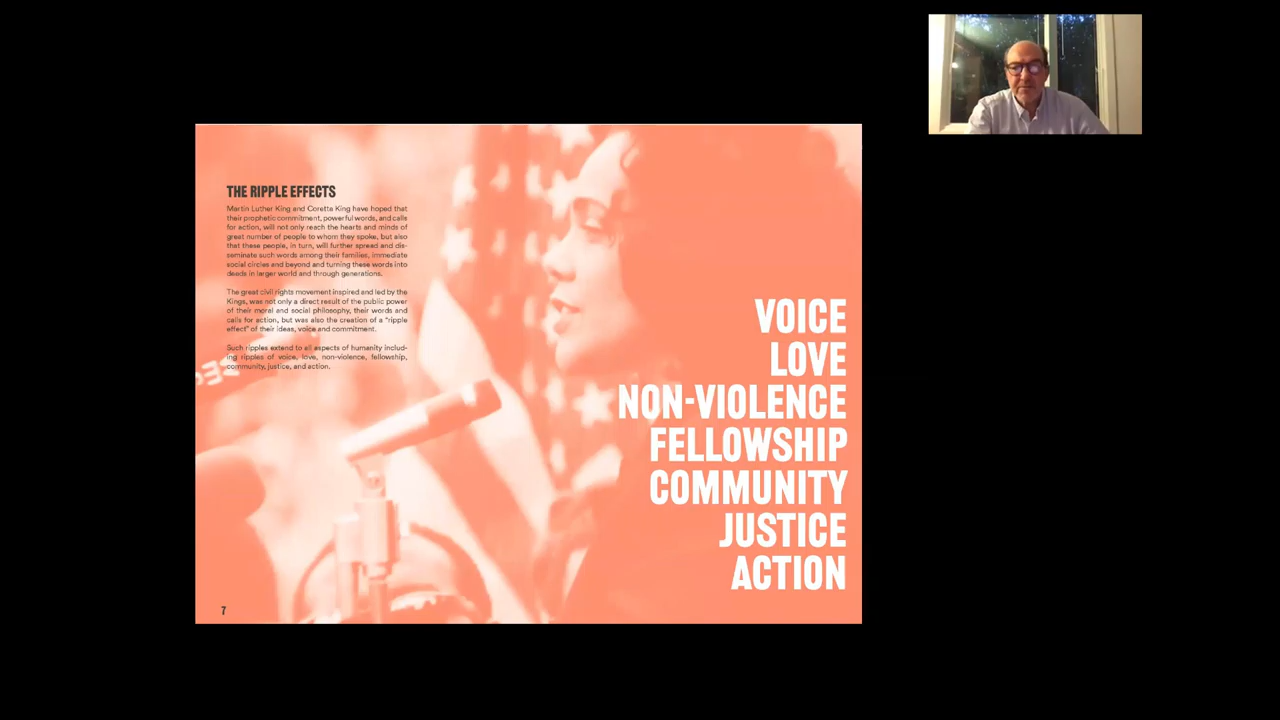 THE RIPPLE EFFECTS
Martin Luther King and Coretta King have hoped that
their prophetic commitment, powerful words, and calls
for action, will not only reach the hearts and minds of
great number of people to whom they spoke, but also
that these people, in turn, will further spread and dis-
seminate such words among their families, immediate
social circles and beyond and turning these words into
deeds in larger world and through generations.
The great civil rights movement inspired and led by the
Kings, was not only a direct result of the public power
of their moral and social philosophy, their words and
calls for action, but was also the creation of a "ripple
effect" of their ideas, voice and commitment.
Such ripples extend to all aspects of humanity includ-
ing ripples of voice, love, non-violence, fellowship,
community, justice, and action.
VOICE
LOVE
NON-VIOLENCE
FELLOWSHIP
COMMUNITY
JUSTICE
ACTION
7